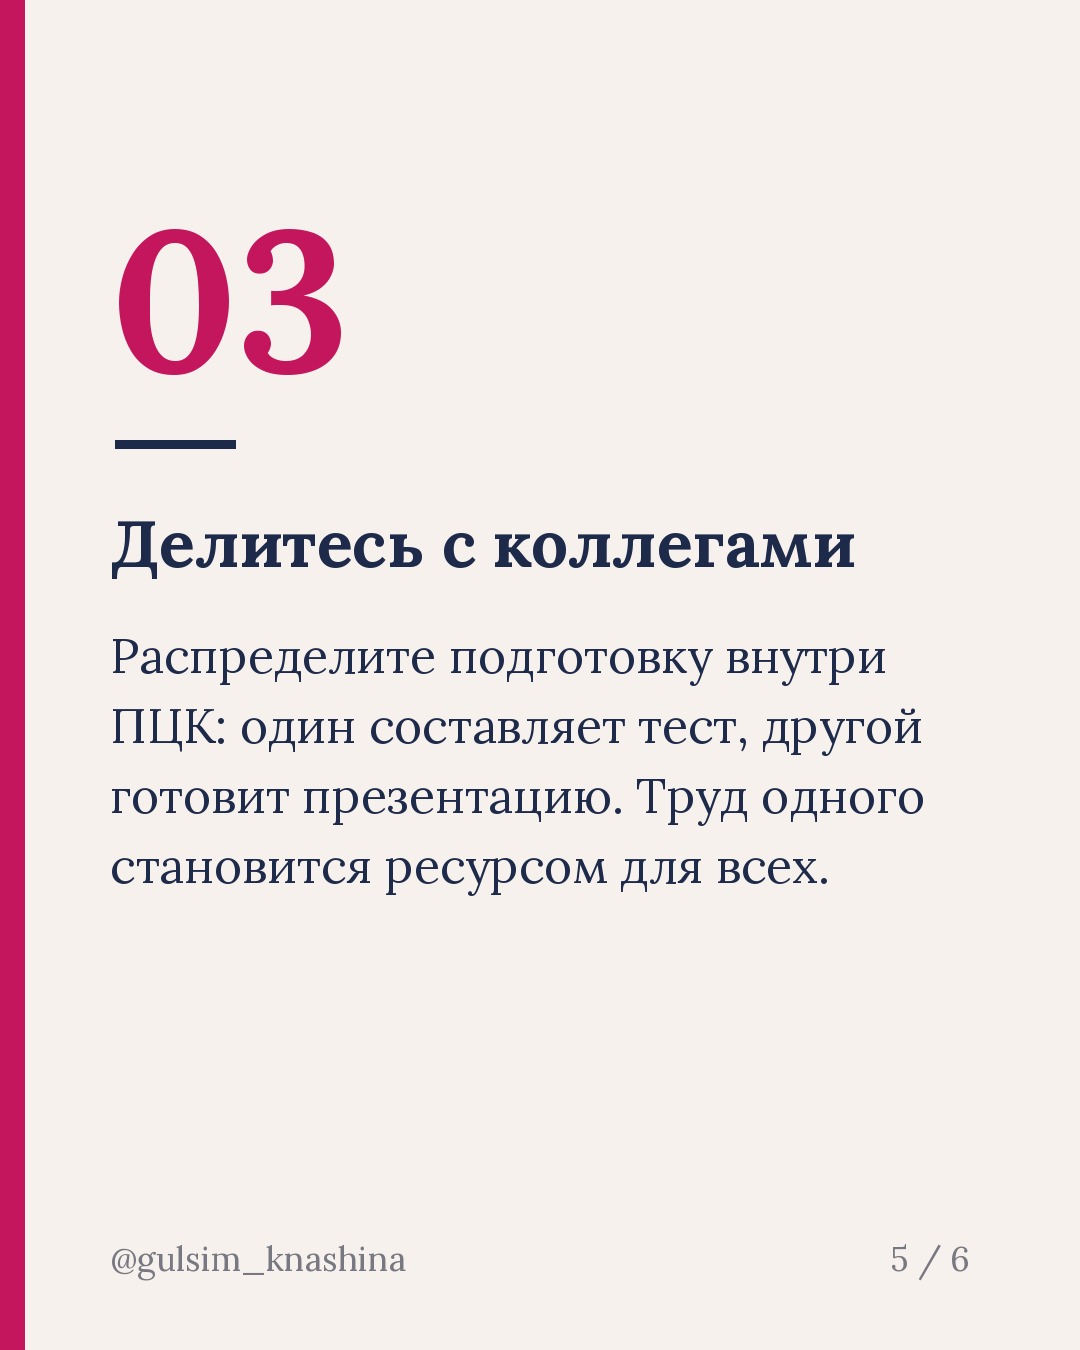 03
Делитесь с коллегами
Распределите подготовку внутри
ПЦК: один составляет тест, другой
готовит презентацию. Труд одного
становится ресурсом для всех.
@gulsim_knashina
5 / 6